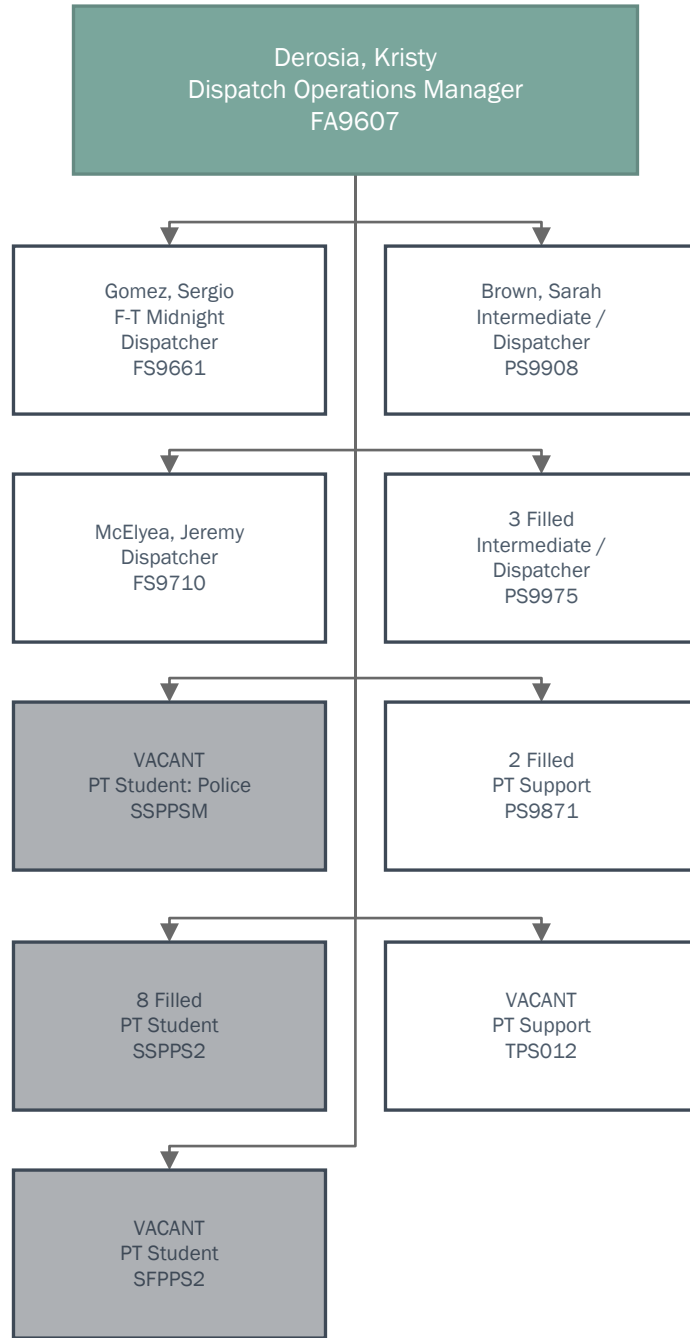 Derosia, Kristy
Dispatch Operations Manager
FA9607
Gomez, Sergio
F-T Midnight
Dispatcher
FS9661
Brown, Sarah
Intermediate /
Dispatcher
PS9908
McElyea, Jeremy
Dispatcher
FS9710
3 Filled
Intermediate /
Dispatcher
PS9975
VACANT
PT Student: Police
SSPPSM
2 Filled
PT Support
PS9871
8 Filled
PT Student
SSPPS2
VACANT
PT Support
TPS012
VACANT
PT Student
SFPPS2